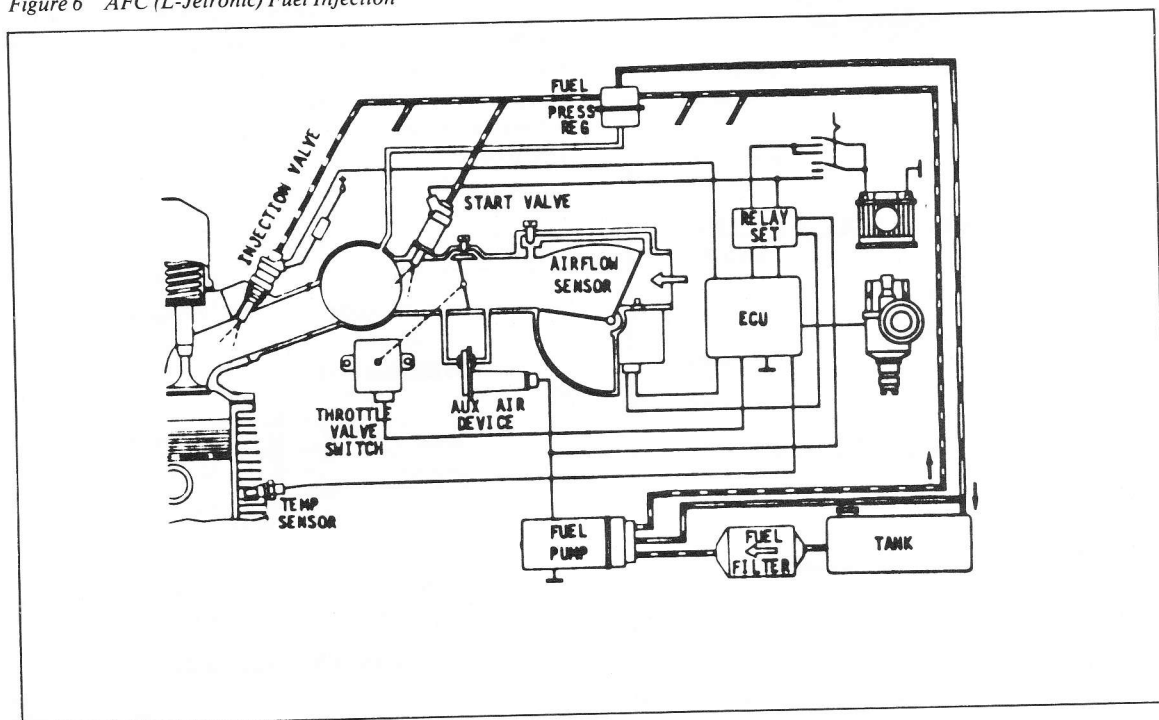 Figure 6 AFC (L-Jetronic) Fuel Injection
FUEL
PRESS
REG
INJECTION VALVE
START VALVE
AIRFLOW
SENSOR
RELAY
SET
ECU
THROTTLE
VALVE
SWITCH
AUX AIR
DEVICE
TEMP
SENSOR
FUEL
PUMP
FUEL
FILTER
TANK